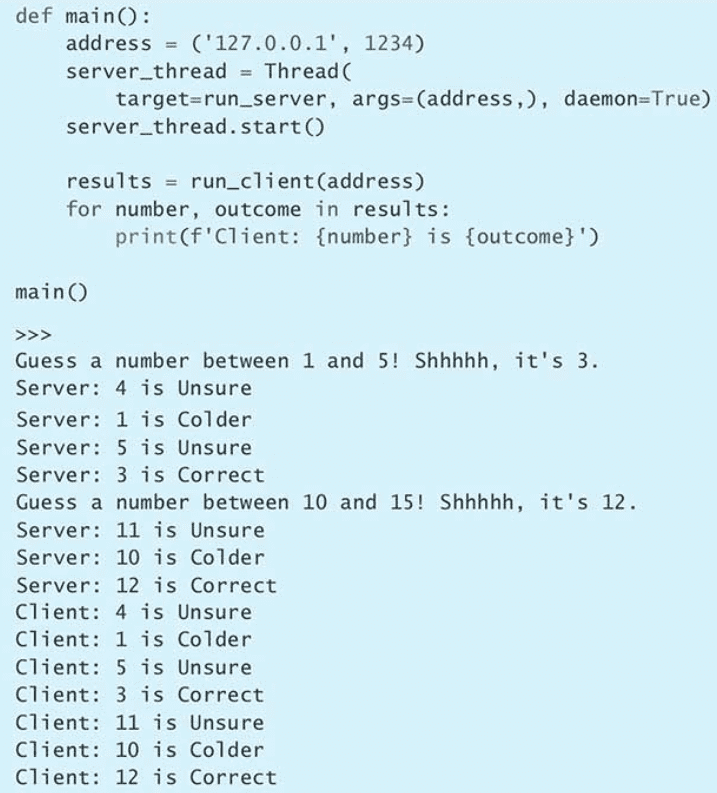 def main():
    address = ('127.0.0.1', 1234)
    server_thread = Thread(
        target=run_server, args=(address,), daemon=True)
    server_thread.start()

    results = run_client(address)
    for number, outcome in results:
        print(f'Client: {number} is {outcome}')

main()

>>>
Guess a number between 1 and 5! Shhhhh, it's 3.
Server: 4 is Unsure
Server: 1 is Colder
Server: 5 is Unsure
Server: 3 is Correct
Guess a number between 10 and 15! Shhhhh, it's 12.
Server: 11 is Unsure
Server: 10 is Colder
Server: 12 is Correct
Client: 4 is Unsure
Client: 1 is Colder
Client: 5 is Unsure
Client: 3 is Correct
Client: 11 is Unsure
Client: 10 is Colder
Client: 12 is Correct